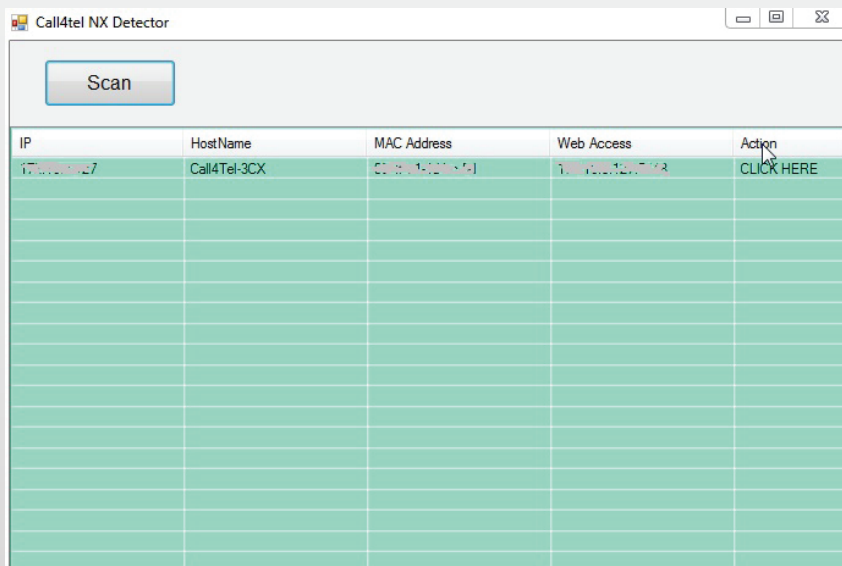 Call4tel NX Detector
Scan
IP HostName MAC Address Web Access Action
Call4Tel-3CX CLICK HERE